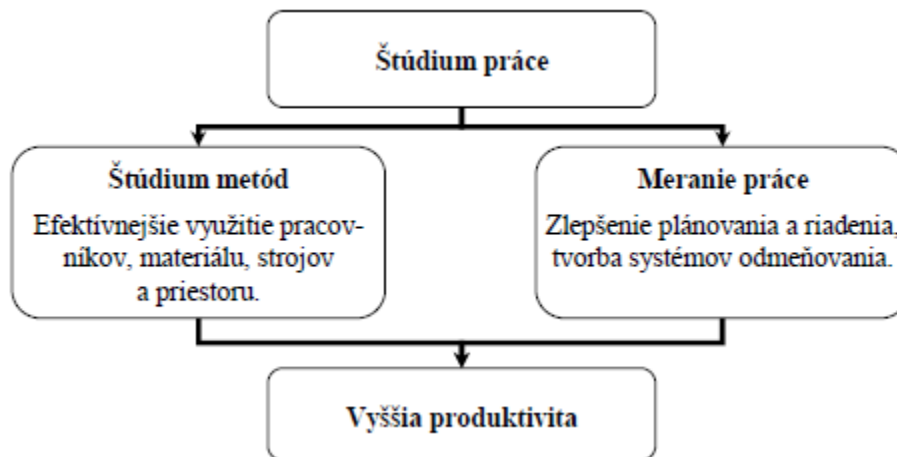 Štúdium práce
Štúdium metód
Efektívnejšie využitie pracov-
níkov, materiálu, strojov
a priestoru.
Meranie práce
Zlepšenie plánovania a riadenia,
tvorba systémov odmeňovania.
Vyššia produktivita